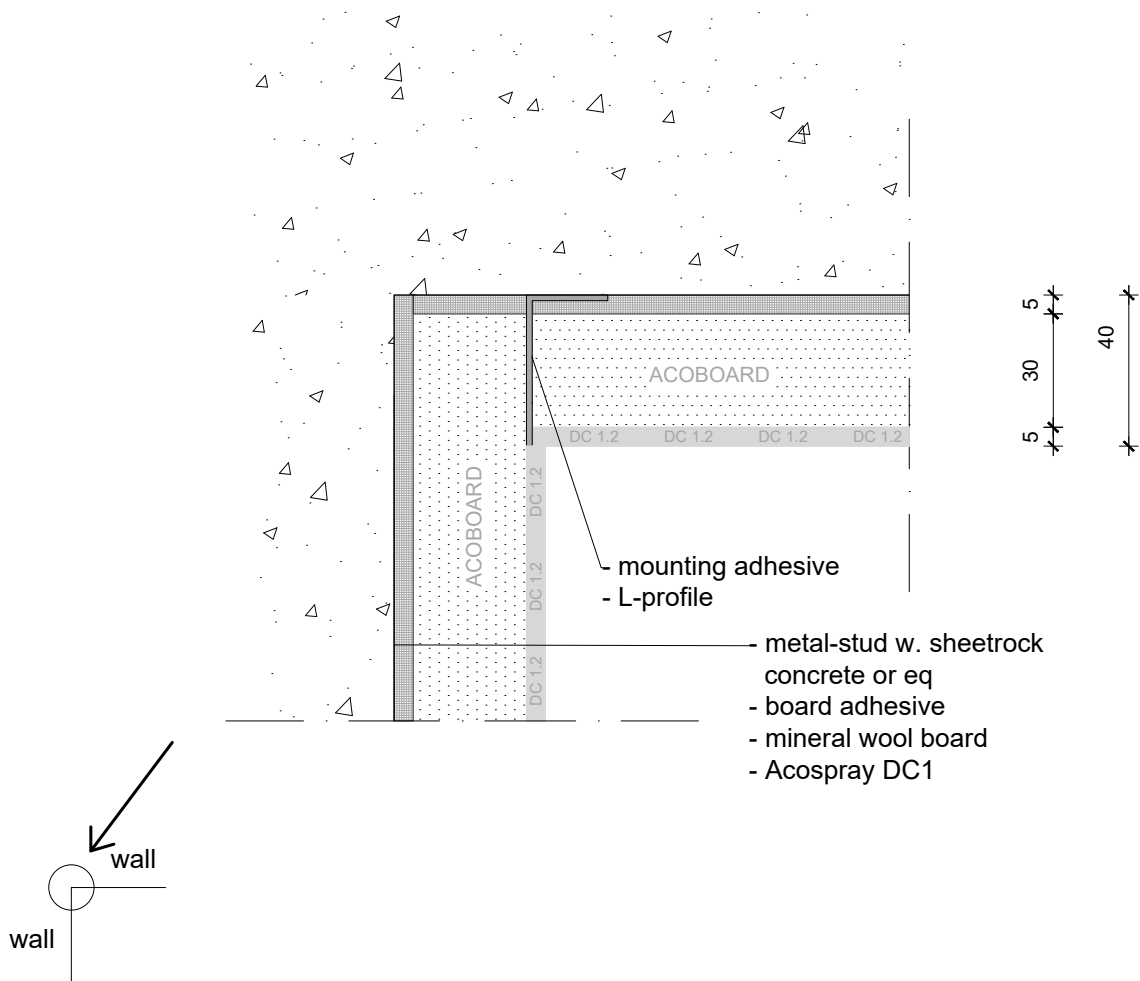 5
30
5
40
ACOBOARD
DC 1.2 DC 1.2 DC 1.2 DC 1.2
ACOBOARD
DC 1.2
DC 1.2
DC 1.2
- mounting adhesive
- L-profile
- metal-stud w. sheetrock
concrete or eq
- board adhesive
- mineral wool board
- Acospray DC1
wall
wall